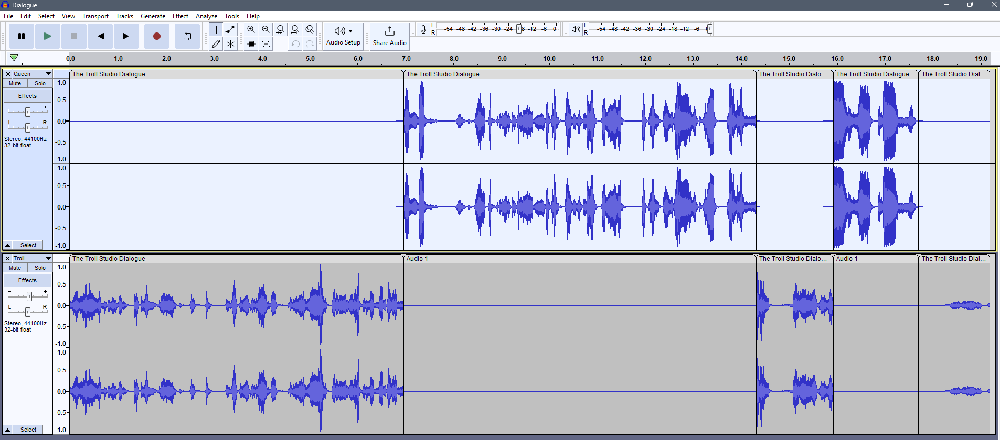 Dialogue
File Edit Select View Transport Tracks Generate Effect Analyze Tools Help
Audio Setup
Share Audio
L
R
-54 -48 -42 -36 -30 -24 8 -12 -6 0
L
R
-54 -48 -42 -36 -30 -24 -18 -12 -6
0.0 1.0 2.0 3.0 4.0 5.0 6.0 7.0 8.0 9.0 10.0 11.0 12.0 13.0 14.0 15.0 16.0 17.0 18.0 19.0
Queen
The Troll Studio Dialogue
The Troll Studio Dialogue
The Troll Studio Dialo...
The Troll Studio Dialogue
The Troll Studio Dial...
Mute Solo
Effects
- +
L R
Stereo, 44100Hz
32-bit float
Select
1.0
0.5
0.0
-0.5
-1.0
1.0
0.5
0.0
-0.5
-1.0
Troll
The Troll Studio Dialogue
Audio 1
The Troll Studio Dialo...
Audio 1
The Troll Studio Dial...
Mute Solo
Effects
- +
L R
Stereo, 44100Hz
32-bit float
Select
1.0
0.5
0.0
-0.5
-1.0
1.0
0.5
0.0
-0.5
-1.0